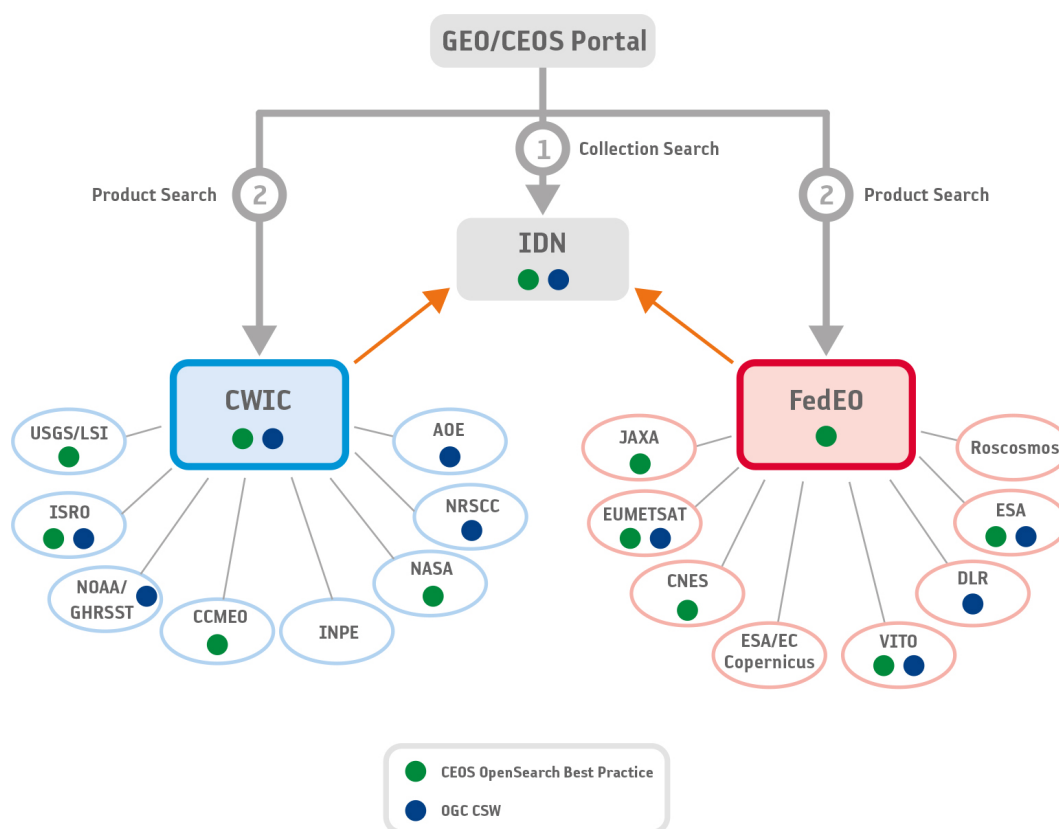 GEO/CEOS Portal
1
Collection Search
Product Search
2
2
Product Search
IDN
CWIC
FedEO
USGS/LSI
AOE
ISRO
NRSCC
NOAA/
GHRSST
NASA
CCMEO
INPE
JAXA
Roscosmos
EUMETSAT
ESA
CNES
DLR
ESA/EC
Copernicus
VITO
CEOS OpenSearch Best Practice
OGC CSW